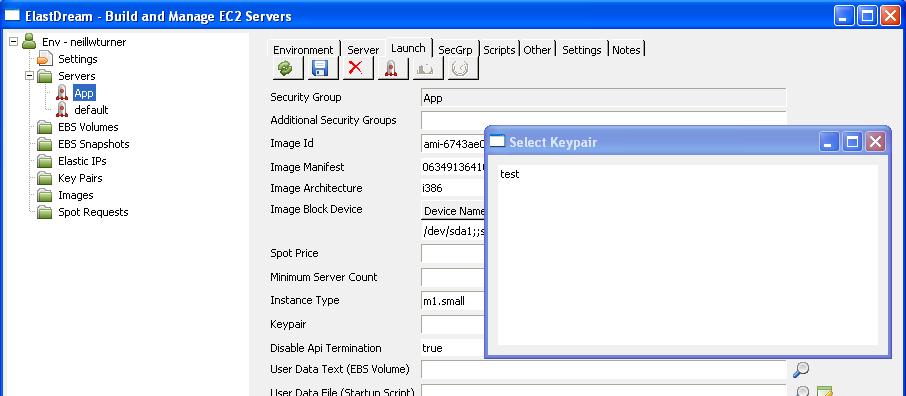 ElastDream - Build and Manage EC2 Servers
Env - neillwturner
Settings
Servers
App
default
EBS Volumes
EBS Snapshots
Elastic IPs
Key Pairs
Images
Spot Requests
Environment Server Launch SecGrp Scripts Other Settings Notes
Security Group App
Additional Security Groups
Image Id
Image Manifest
Image Architecture i386
Image Block Device Device Name
/dev/sda1;;s
Spot Price
Minimum Server Count
Instance Type m1.small
Keypair
Disable Api Termination true
User Data Text (EBS Volume)
User Data File (Startup Script)
Select Keypair
test